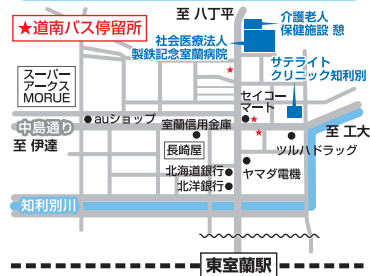 至 八丁平
介護老人
保健施設 憩
★道南バス停留所
社会医療法人
製鉄記念室蘭病院
サテライト
クリニック知利別
スーパー
アークス
MORUE
セイコー
マート
auショップ
室蘭信用金庫
中島通り
至 工大
至 伊達
長崎屋
ツルハドラッグ
北海道銀行
ヤマダ電機
北洋銀行
知利別川
東室蘭駅